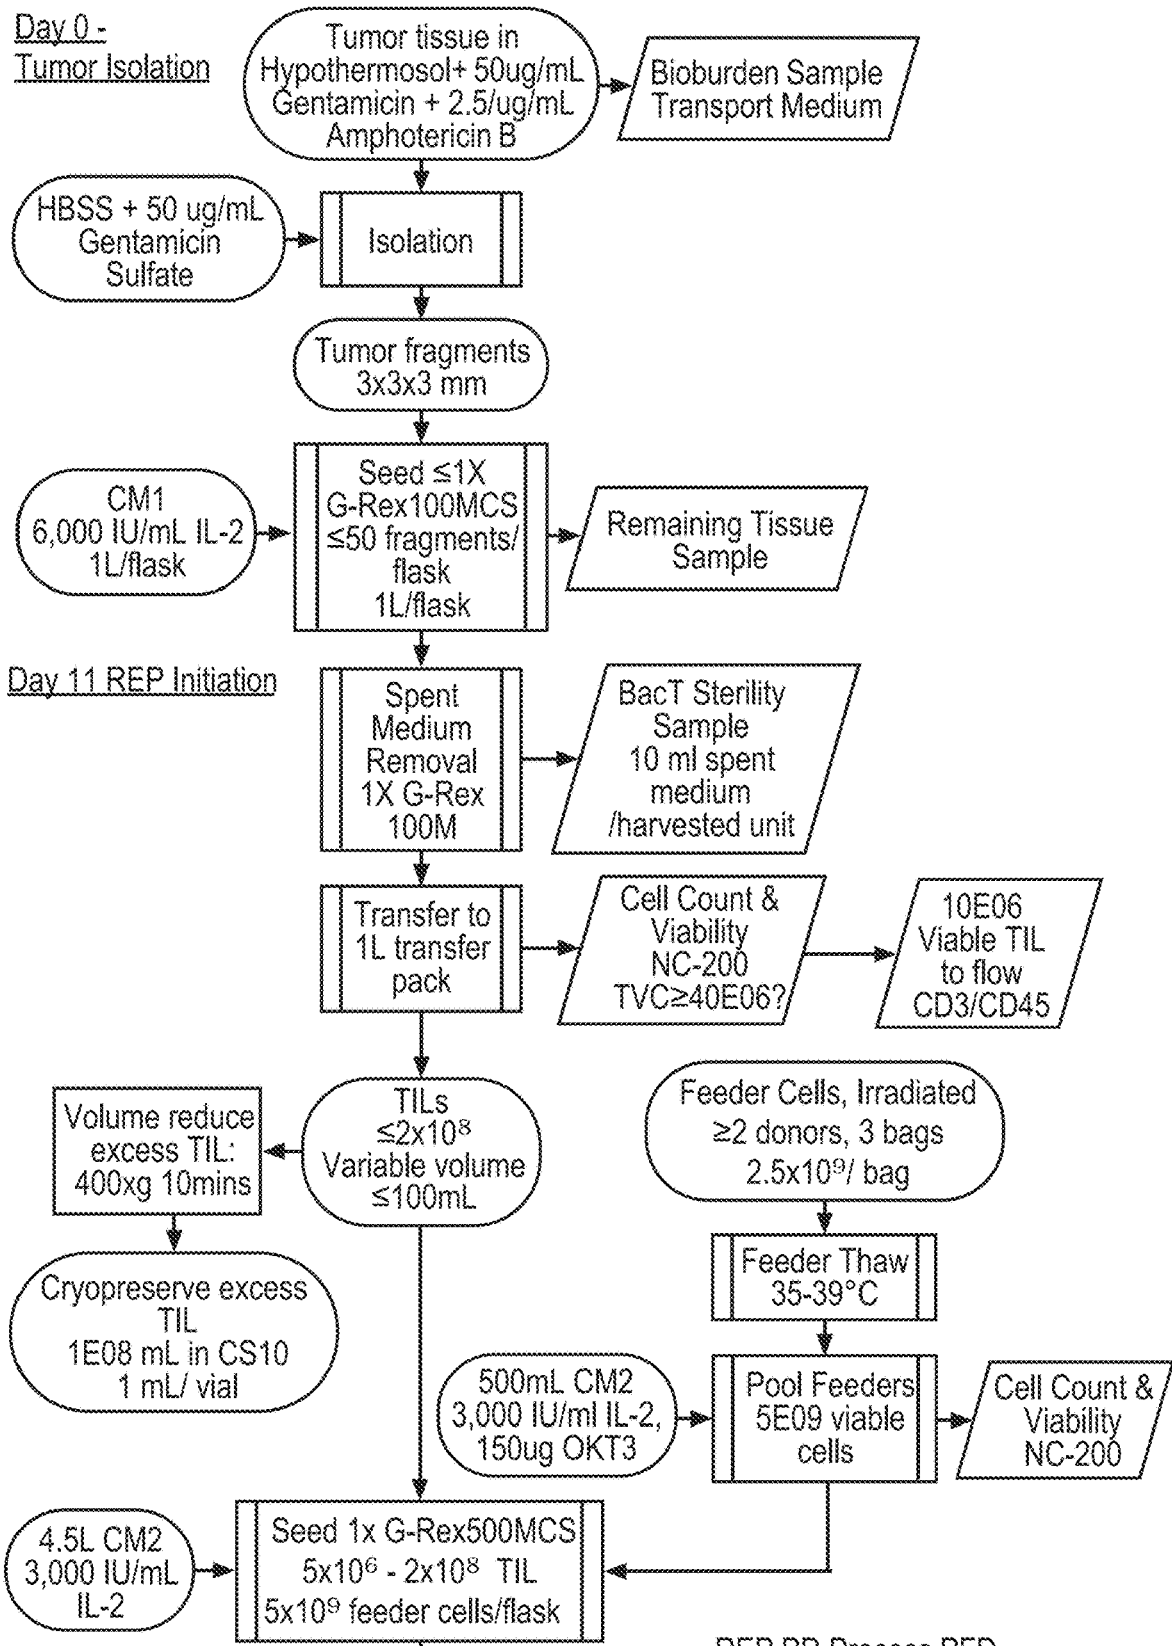 Day 0 -
Tumor Isolation
Tumor tissue in
Hypothermosol+ 50ug/mL
Gentamicin + 2.5/ug/mL
Amphotericin B
Bioburden Sample
Transport Medium
HBSS + 50 ug/mL
Gentamicin
Sulfate
Isolation
Tumor fragments
3x3x3 mm
CM1
6,000 IU/mL IL-2
1L/flask
Seed ≤1X
G-Rex100MCS
≤50 fragments/
flask
1L/flask
Remaining Tissue
Sample
Day 11 REP Initiation
Spent
Medium
Removal
1X G-Rex
100M
BacT Sterility
Sample
10 ml spent
medium
/harvested unit
Transfer to
1L transfer
pack
Cell Count &
Viability
NC-200
TVC≥40E06?
10E06
Viable TIL
to flow
CD3/CD45
Volume reduce
excess TIL:
400xg 10mins
TILs
≤2x10⁸
Variable volume
≤100mL
Feeder Cells, Irradiated
≥2 donors, 3 bags
2.5x10⁹/ bag
Cryopreserve excess
TIL
1E08 mL in CS10
1 mL/ vial
Feeder Thaw
35-39°C
500mL CM2
3,000 IU/ml IL-2,
150ug OKT3
Pool Feeders
5E09 viable
cells
Cell Count &
Viability
NC-200
4.5L CM2
3,000 IU/mL
IL-2
Seed 1x G-Rex500MCS
5x10⁶ - 2x10⁸ TIL
5x10⁹ feeder cells/flask